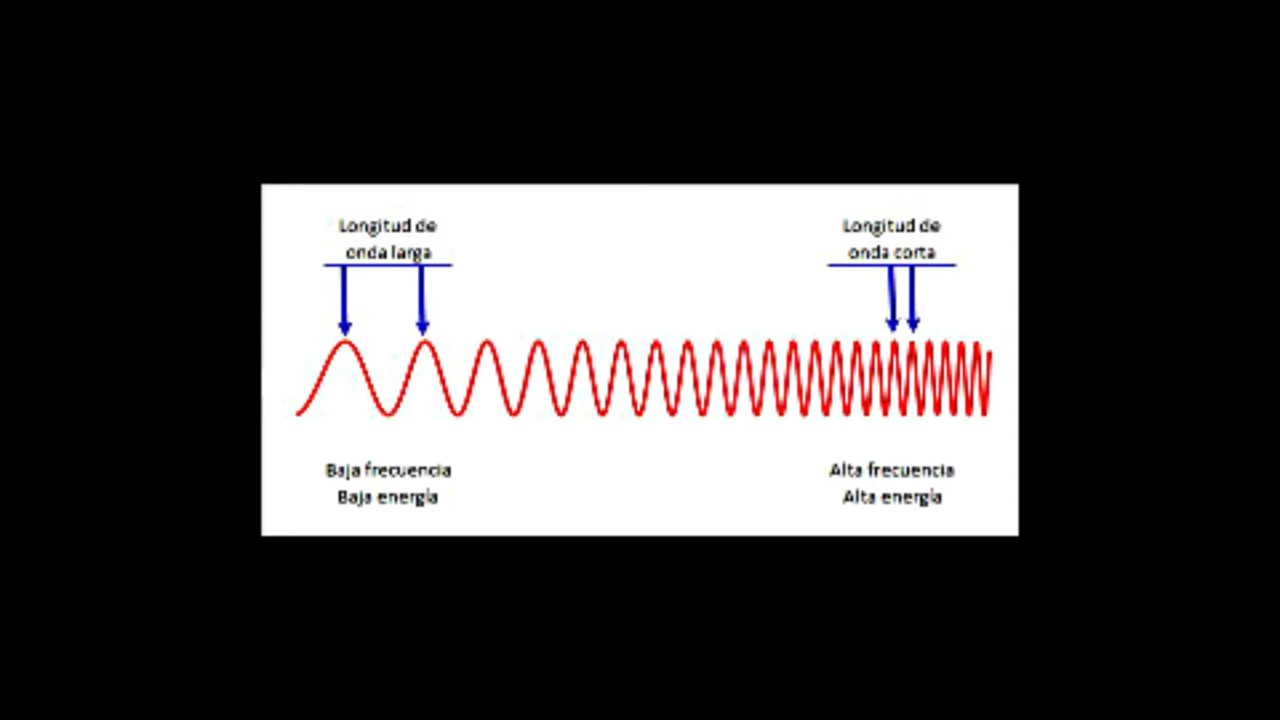 Longitud de
onda larga
Longitud de
onda corta
Baja frecuencia
Baja energía
Alta frecuencia
Alta energía